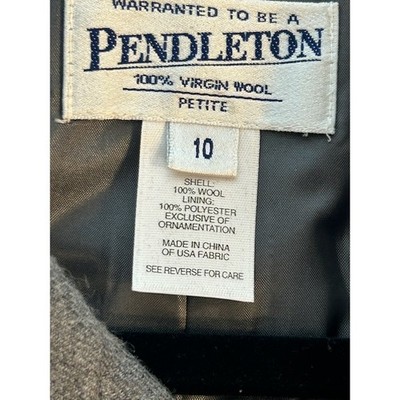 WARRANTED TO BE A
PENDLETON
100% VIRGIN WOOL
PETITE
10
SHELL:
100% WOOL
LINING:
100% POLYESTER
EXCLUSIVE OF
ORNAMENTATION
MADE IN CHINA
OF USA FABRIC
SEE REVERSE FOR CARE